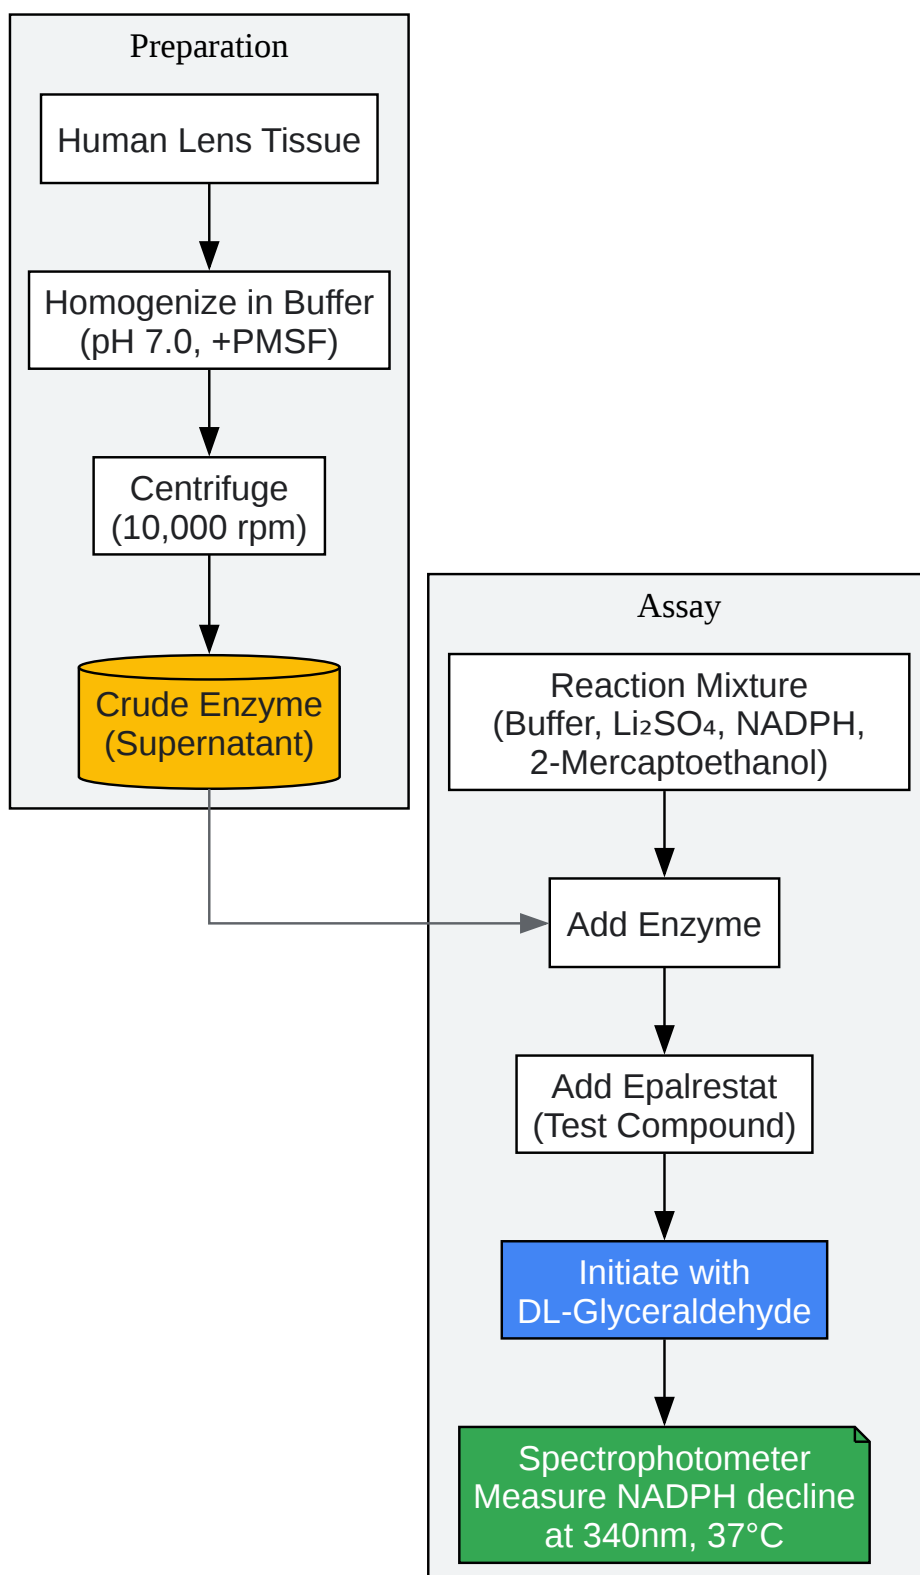 Preparation
Human Lens Tissue
Homogenize in Buffer
(pH 7.0, +PMSF)
Centrifuge
(10,000 rpm)
Crude Enzyme
(Supernatant)
Assay
Reaction Mixture
(Buffer, Li₂SO₄, NADPH,
2-Mercaptoethanol)
Add Enzyme
Add Epalrestat
(Test Compound)
Initiate with
DL-Glyceraldehyde
Spectrophotometer
Measure NADPH decline
at 340nm, 37°C